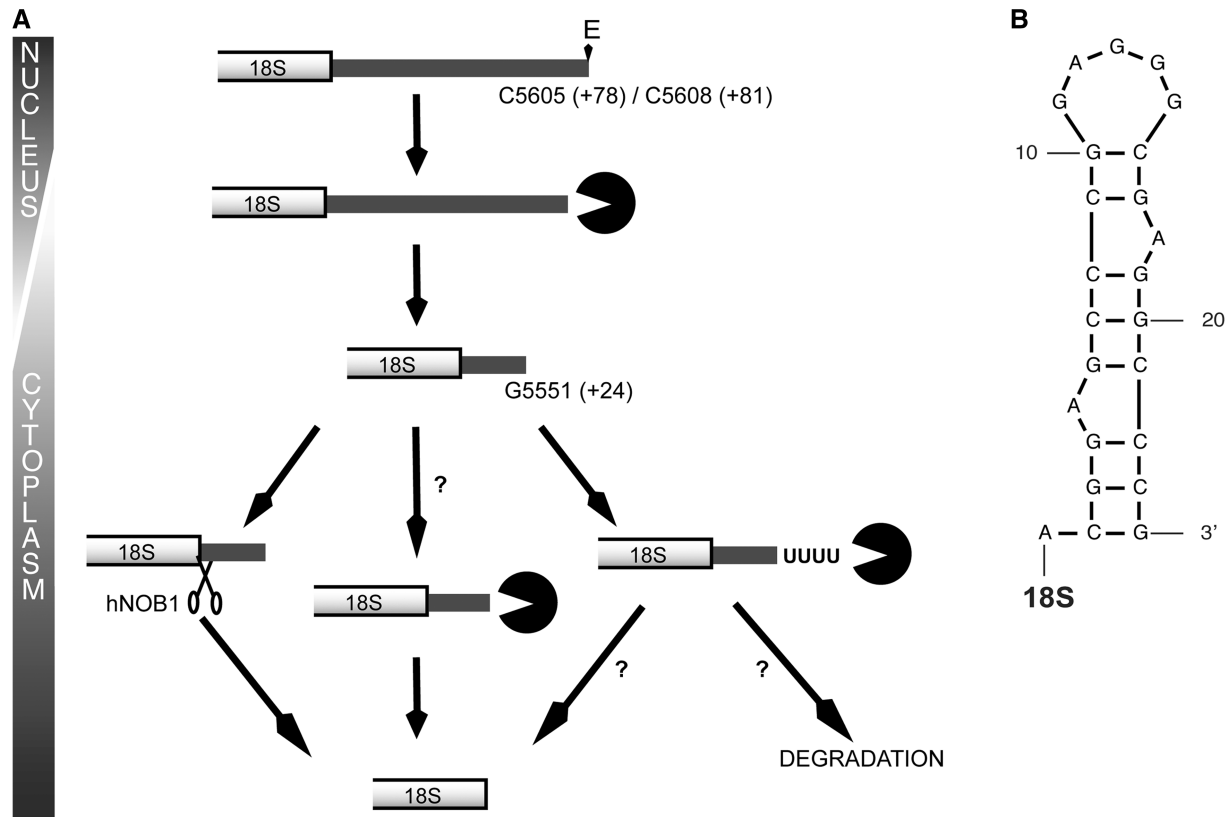 A
B
NUCLEUS
CYTOPLASM
E
18S
C5605 (+78) / C5608 (+81)
18S
18S
G5551 (+24)
?
18S
hNOB1
18S
18S
UUUU
?
?
DEGRADATION
18S
G
A
G
G
G
10
G
C
C
G
A
C
G
C
G
20
G
C
A
G
C
G
C
A
C
G
3’
18S